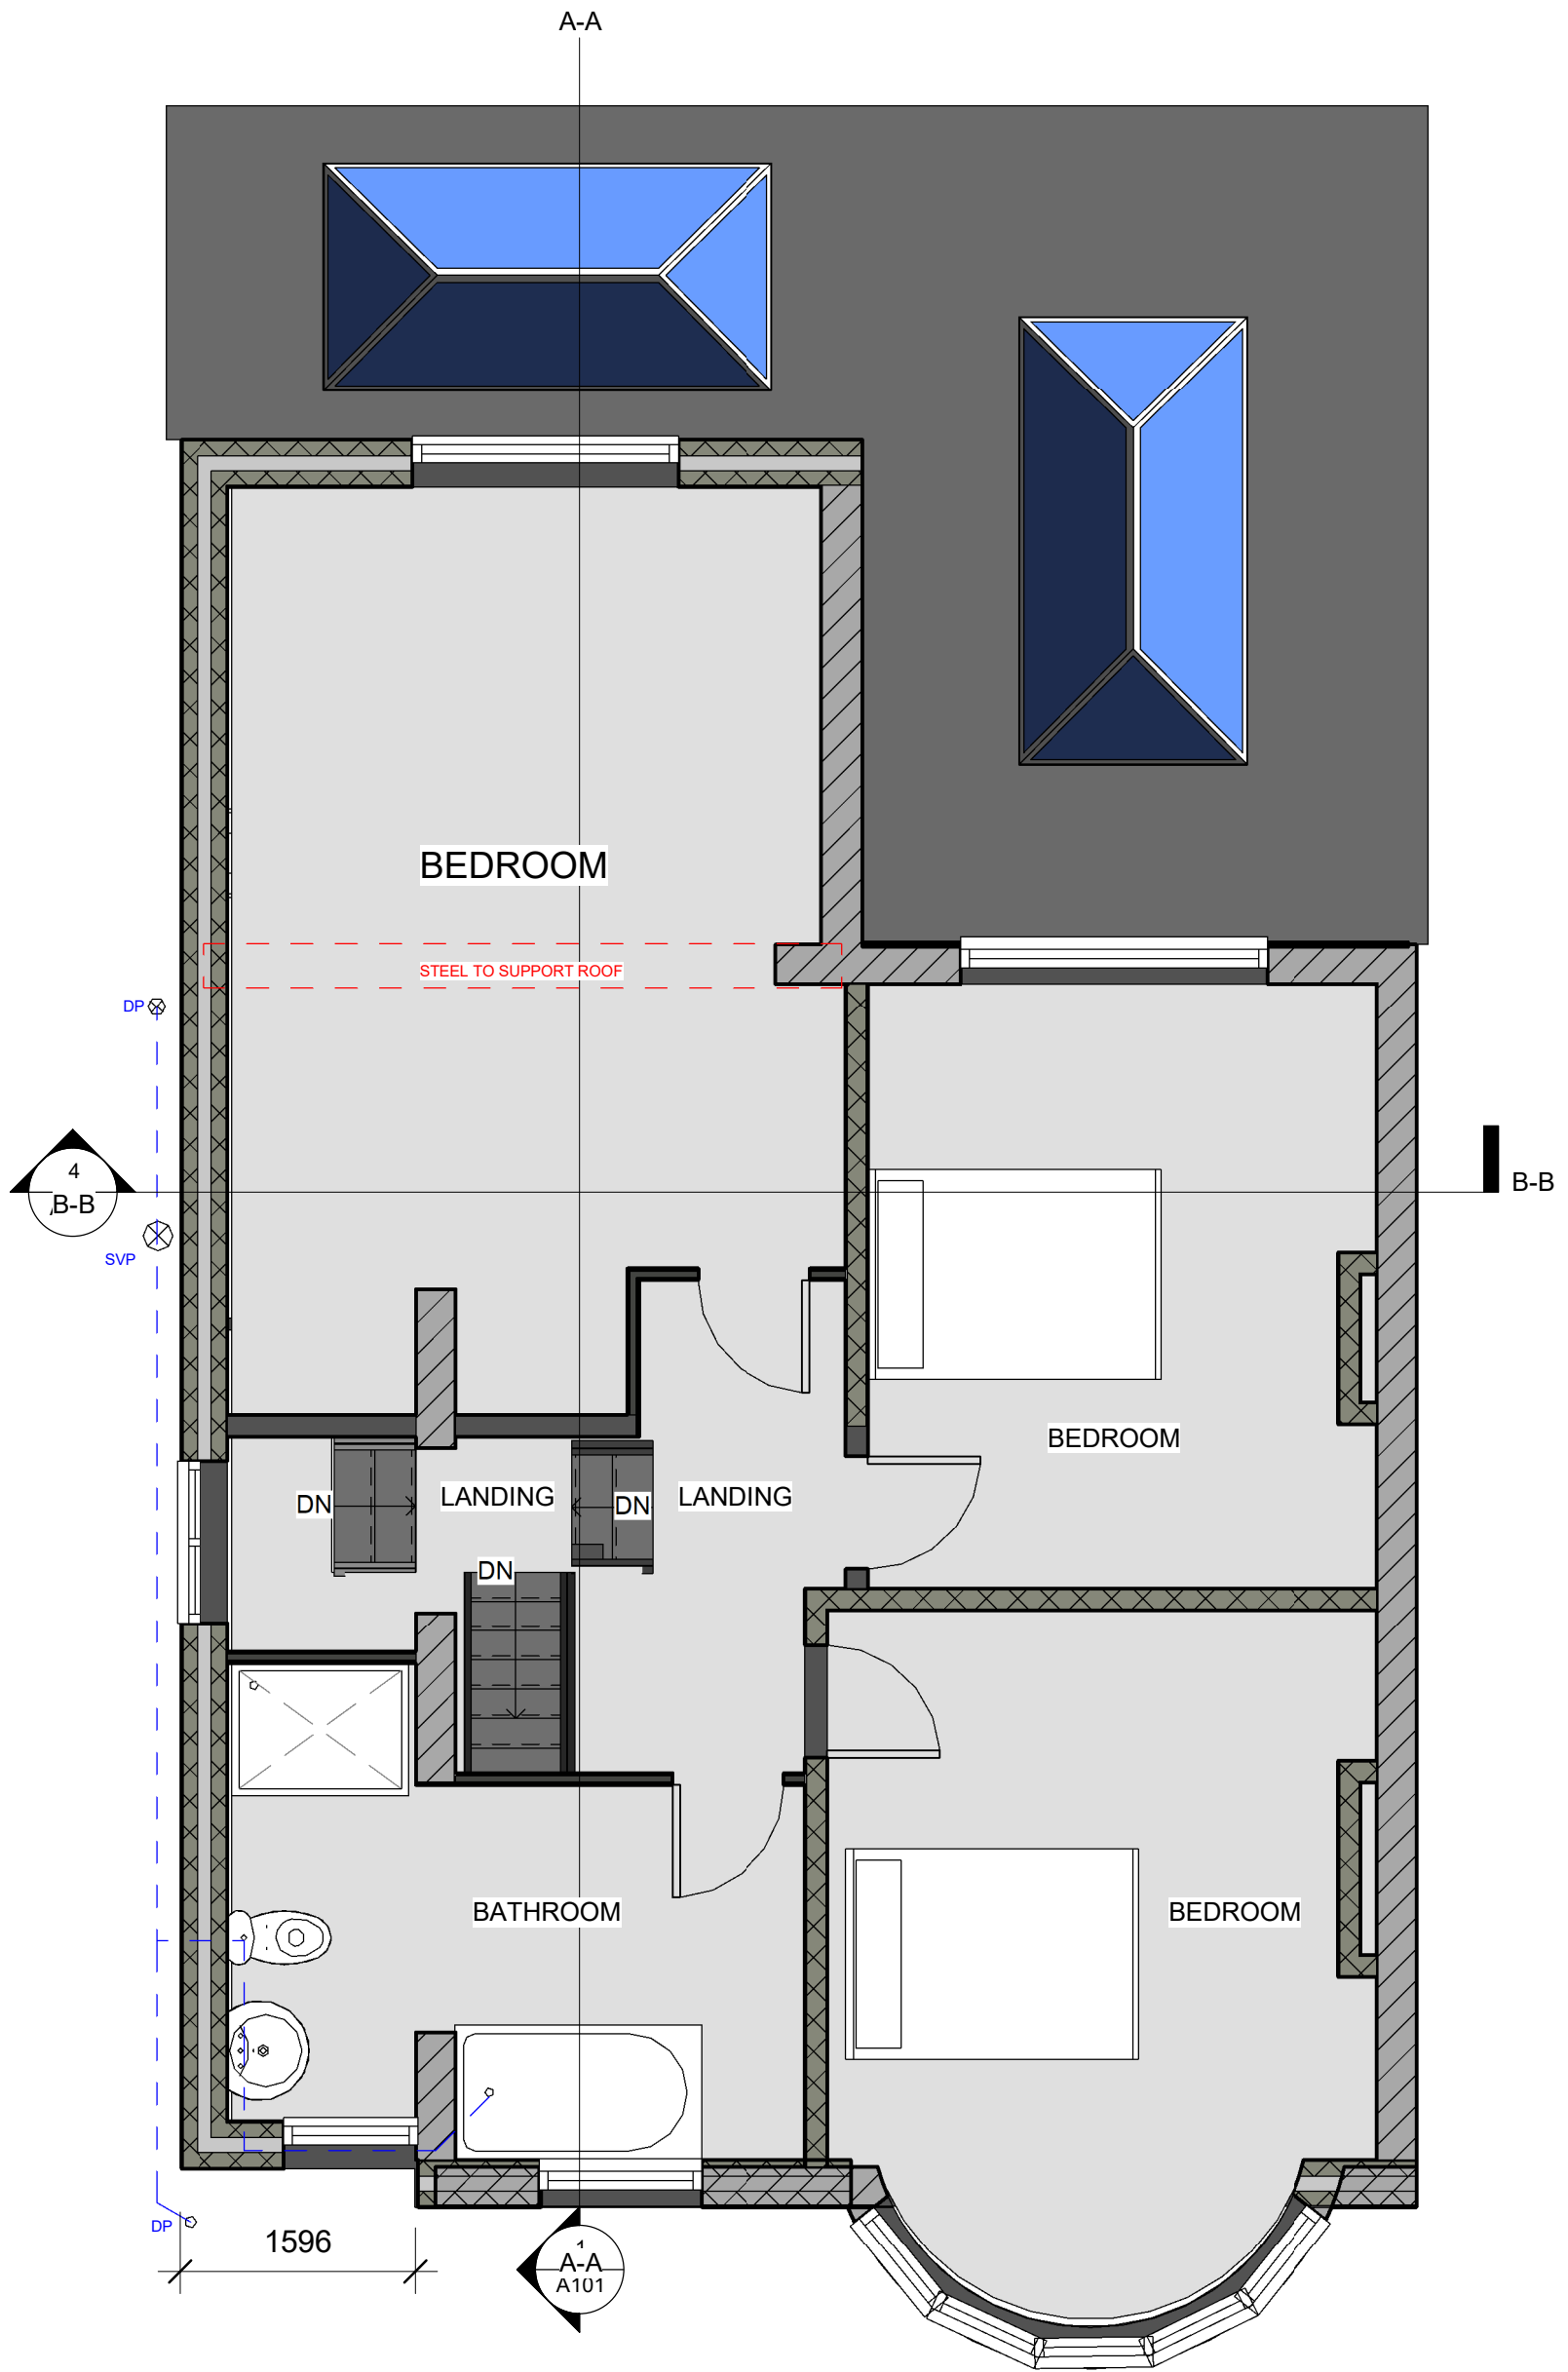 A-A
BEDROOM
STEEL TO SUPPORT ROOF
DP
4
B-B
B-B
SVP
BEDROOM
DN
LANDING
DN
LANDING
DN
BATHROOM
BEDROOM
DP
1596
1
A-A
A101